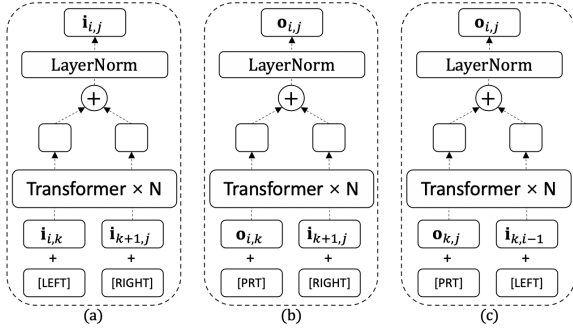 i_{i,j}
LayerNorm
+
Transformer × N
i_{i,k} i_{k+1,j}
+ +
[LEFT] [RIGHT]
(a)
o_{i,j}
LayerNorm
+
Transformer × N
o_{i,k} i_{k+1,j}
+ +
[PRT] [RIGHT]
(b)
o_{i,j}
LayerNorm
+
Transformer × N
o_{k,j} i_{k,i−1}
+ +
[PRT] [LEFT]
(c)